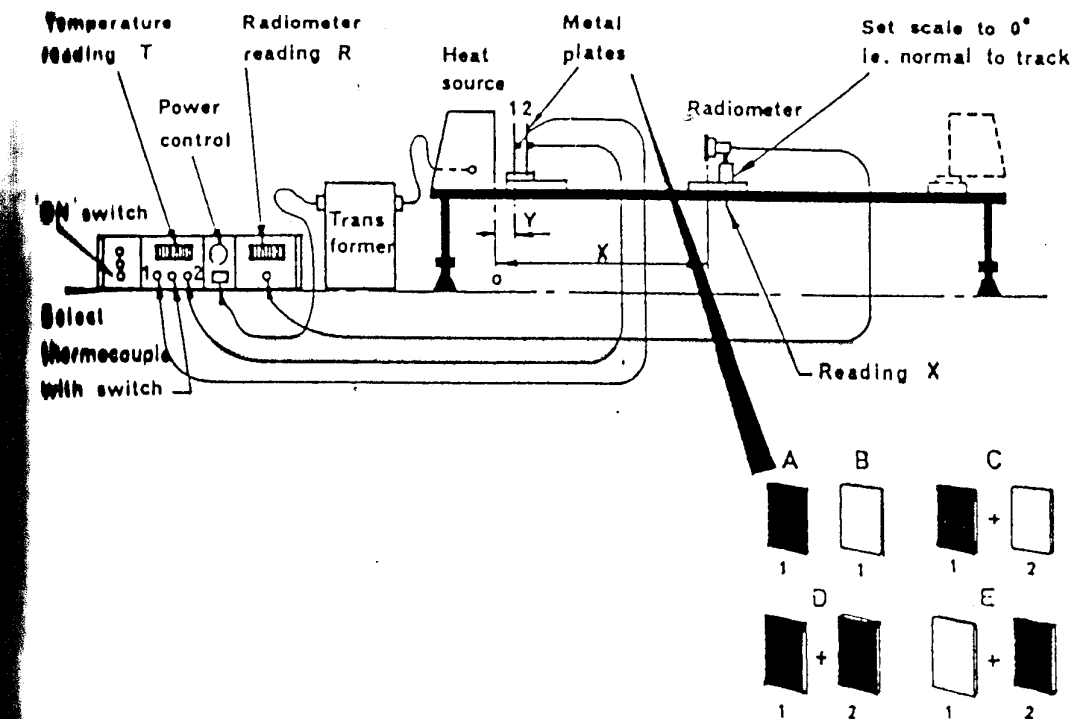 Temperature
reading T
Radiometer
reading R
Heat
source
Metal
plates
Set scale to 0°
ie. normal to track
Power
control
12
Radiometer
'ON' switch
Trans
former
Y
X
o
1
2
Select
thermocouple
with switch
Reading X
A B C
+
1 1 1 2
D E
+ +
1 2 1 2